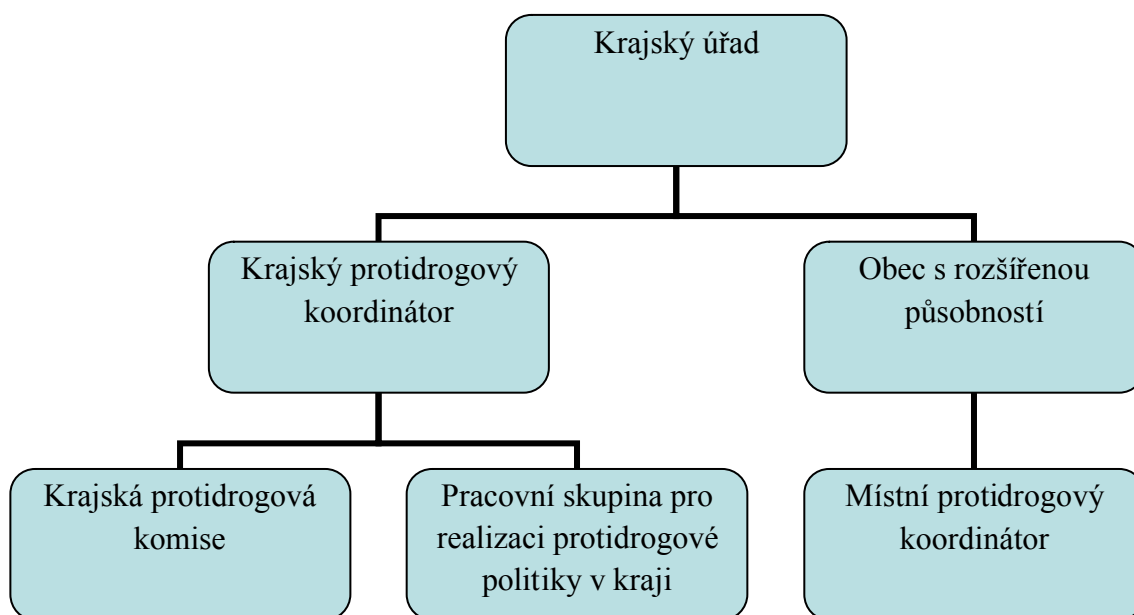 Krajský úřad
Krajský protidrogový
koordinátor
Obec s rozšířenou
působností
Krajská protidrogová
komise
Pracovní skupina pro
realizaci protidrogové
politiky v kraji
Místní protidrogový
koordinátor